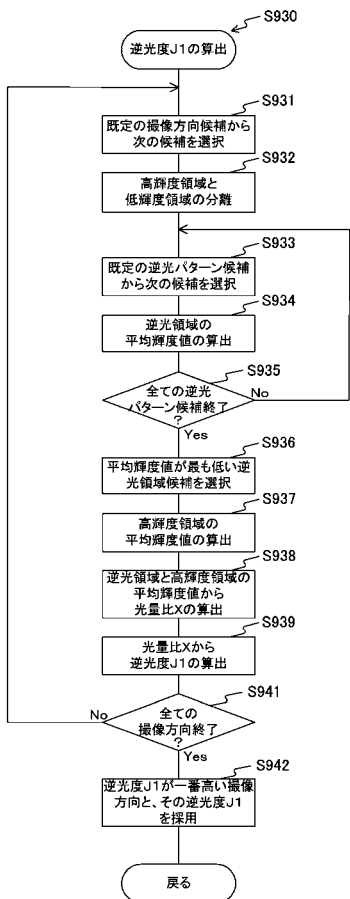 S930
逆光度J1の算出
S931
既定の撮像方向候補から
次の候補を選択
S932
高輝度領域と
低輝度領域の分離
S933
既定の逆光パターン候補
から次の候補を選択
S934
逆光領域の
平均輝度値の算出
S935
全ての逆光
パターン候補終了
?
No
Yes
S936
平均輝度値が最も低い逆
光領域候補を選択
S937
高輝度領域の
平均輝度値の算出
S938
逆光領域と高輝度領域の
平均輝度値から
光量比Xの算出
S939
光量比Xから
逆光度J1の算出
S941
全ての
撮像方向終了
?
No
Yes
S942
逆光度J1が一番高い撮像
方向と、その逆光度J1
を採用
戻る